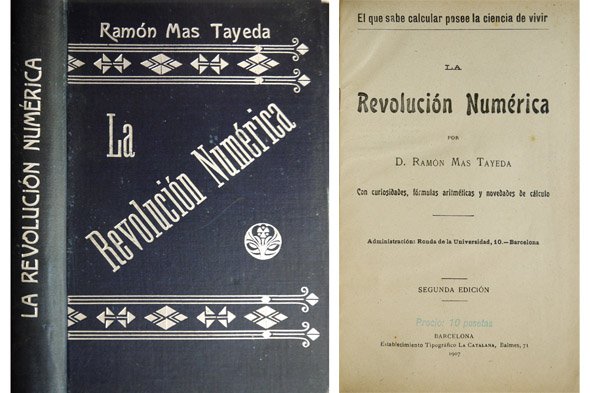 LA REVOLUCIÓN NUMÉRICA
Ramón Mas Tayeda
La
Revolución Numérica
El que sabe calcular posee la ciencia de vivir
LA
Revolución Numérica
POR
D. RAMÓN MAS TAYEDA
Con curiosidades, fórmulas aritméticas y novedades de cálculo
Administración: Ronda de la Universidad, 10.—Barcelona
SEGUNDA EDICIÓN
Precio: 10 pesetas
BARCELONA
Establecimiento Tipográfico LA CATALANA, Balmes, 71
1907